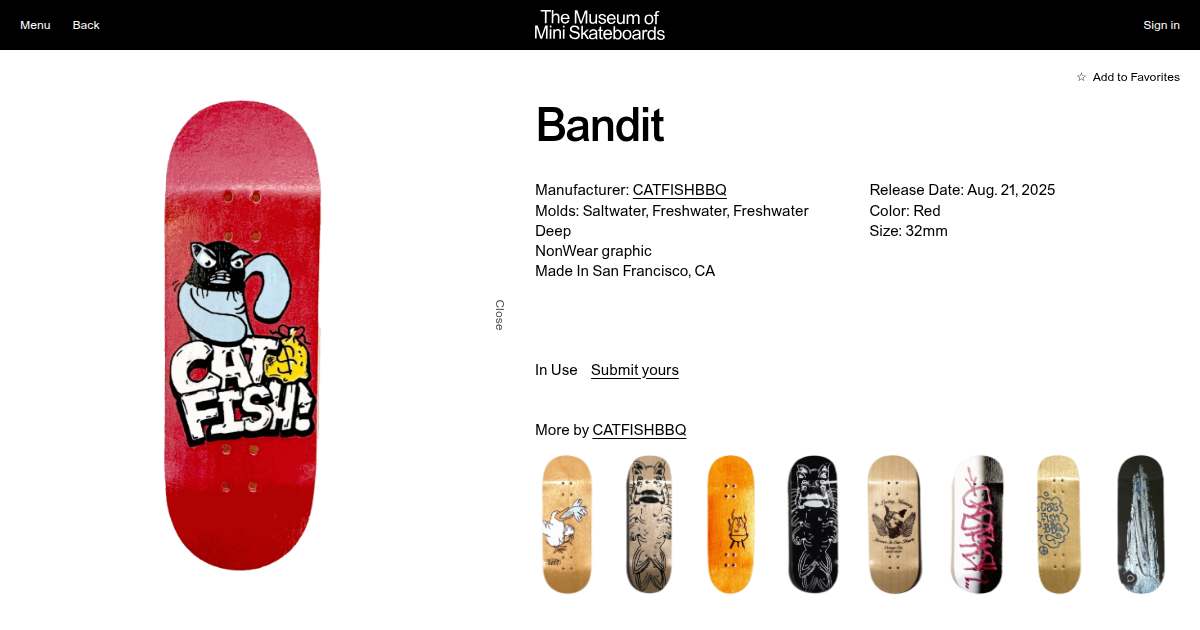 Menu
Back
The Museum of
Mini Skateboards
Sign in
☆ Add to Favorites
Bandit
Manufacturer: CATFISHBBQ
Molds: Saltwater, Freshwater, Freshwater
Deep
NonWear graphic
Made In San Francisco, CA
Release Date: Aug. 21, 2025
Color: Red
Size: 32mm
Close
CAT $
FISH!
In Use Submit yours
More by CATFISHBBQ